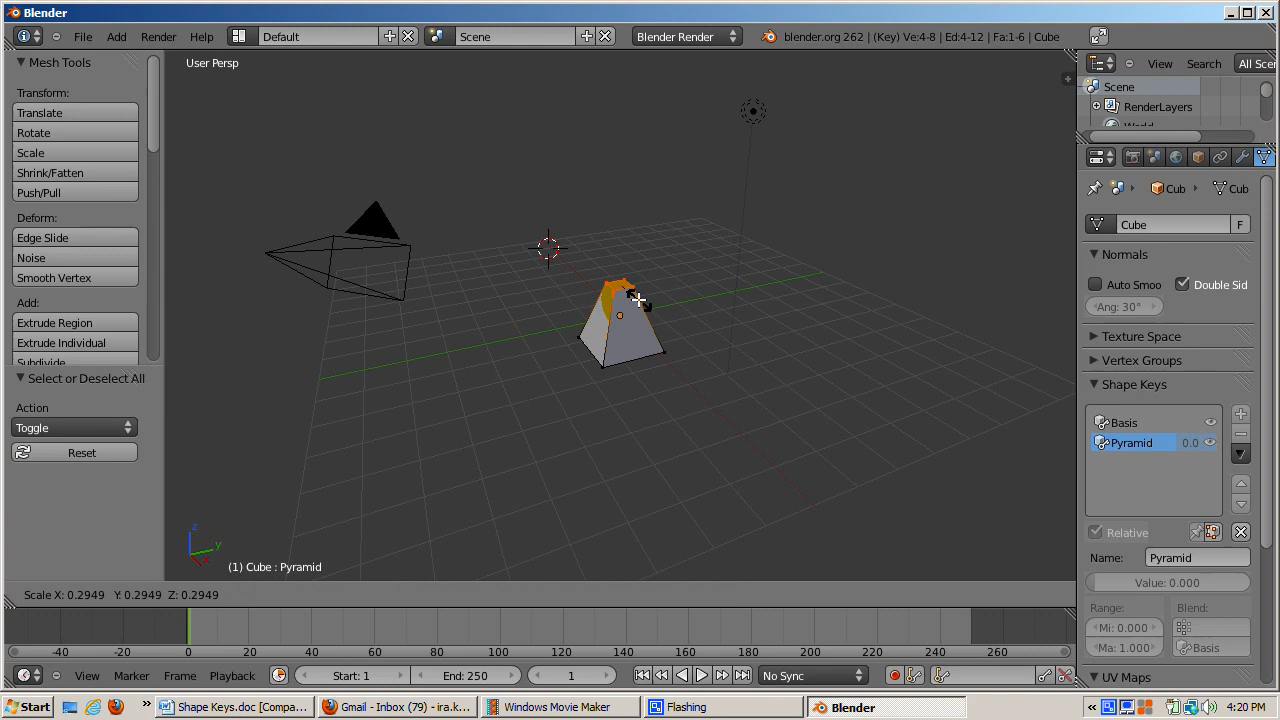 Blender
File Add Render Help Default Scene Blender Render blender.org 262 | (Key) Ve:4-8 | Ed:4-12 | Fa:1-6 | Cube
Mesh Tools
Transform:
Translate
Rotate
Scale
Shrink/Fatten
Push/Pull
Deform:
Edge Slide
Noise
Smooth Vertex
Add:
Extrude Region
Extrude Individual
Subdivide
Select or Deselect All
Action
Toggle
Reset
User Persp
z
y
x
(1) Cube : Pyramid
Scale X: 0.2949 Y: 0.2949 Z: 0.2949
View Search All Scen
Scene
RenderLayers
World
Cub Cub
Cube F
Normals
Auto Smoo Double Sid
Ang: 30°
Texture Space
Vertex Groups
Shape Keys
Basis
Pyramid 0.0
Relative
Name: Pyramid
Value: 0.000
Range: Blend:
Mi: 0.000
Ma: 1.000 Basis
UV Maps
-40 -20 0 20 40 60 80 100 120 140 160 180 200 220 240 260
View Marker Frame Playback Start: 1 End: 250 1 No Sync
Start » Shape Keys.doc [Compa... Gmail - Inbox (79) - ira.k... Windows Movie Maker Flashing Blender « 4:20 PM